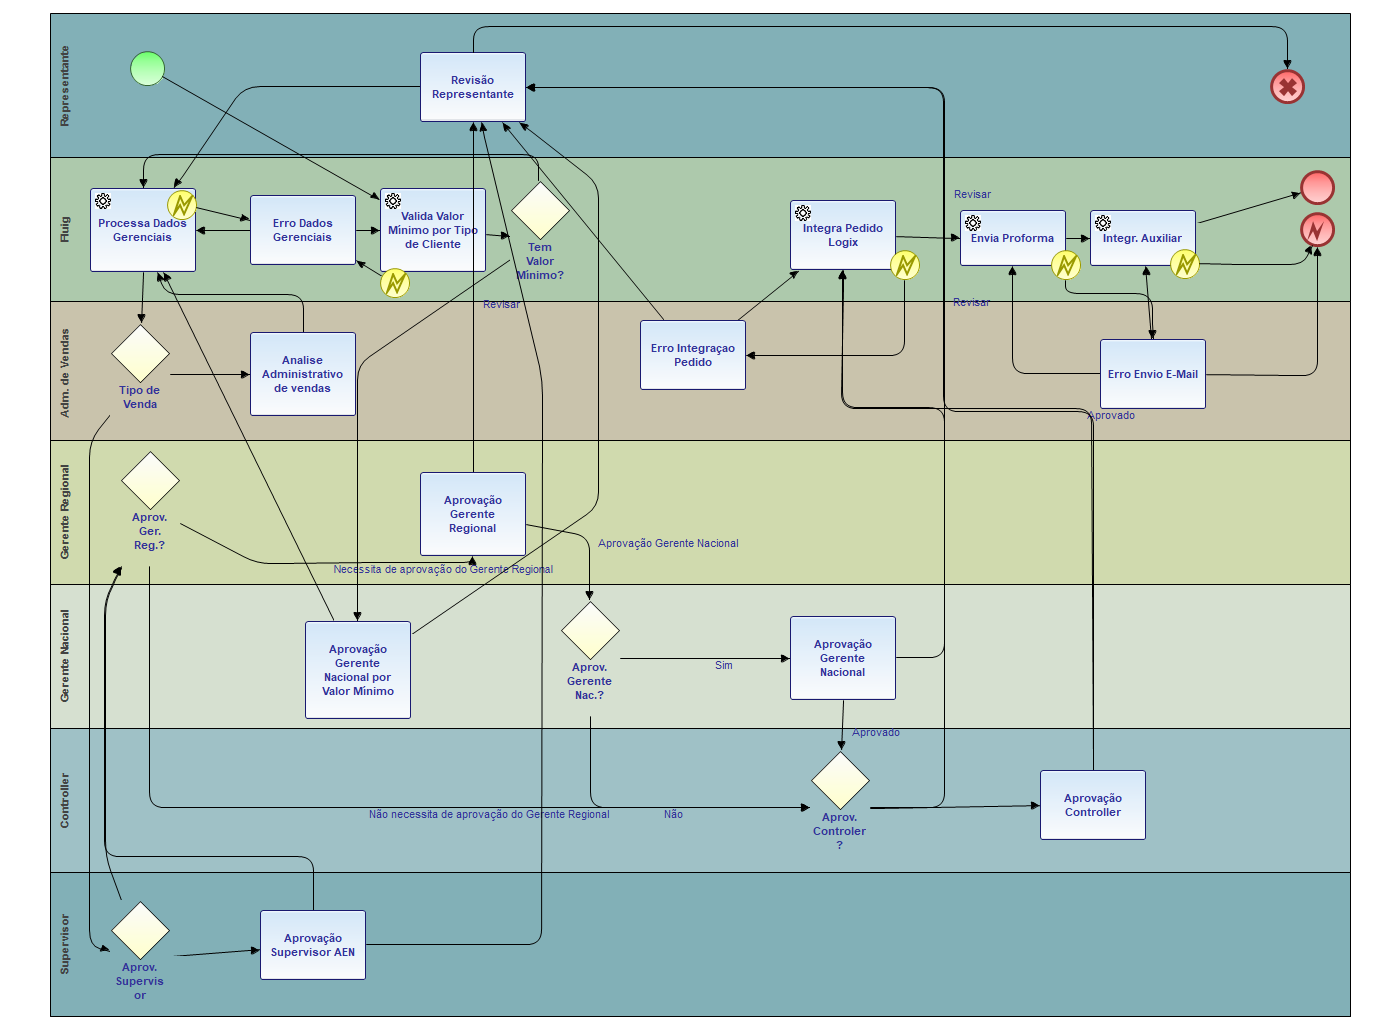 Representante
Revisão
Representante
Fluig
Processa Dados
Gerenciais
Erro Dados
Gerenciais
Valida Valor
Mínimo por Tipo
de Cliente
Tem
Valor
Mínimo?
Integra Pedido
Logix
Revisar
Envia Proforma
Integr. Auxiliar
Revisar
Revisar
Adm. de Vendas
Tipo de
Venda
Analise
Administrativo
de vendas
Erro Integraçao
Pedido
Erro Envio E-Mail
Aprovado
Gerente Regional
Aprov.
Ger.
Reg.?
Aprovação
Gerente
Regional
Aprovação Gerente Nacional
Necessita de aprovação do Gerente Regional
Gerente Nacional
Aprovação
Gerente
Nacional por
Valor Mínimo
Aprov.
Gerente
Nac.?
Sim
Aprovação
Gerente
Nacional
Aprovado
Controller
Não necessita de aprovação do Gerente Regional
Não
Aprov.
Controler
?
Aprovação
Controller
Supervisor
Aprov.
Supervis
or
Aprovação
Supervisor AEN